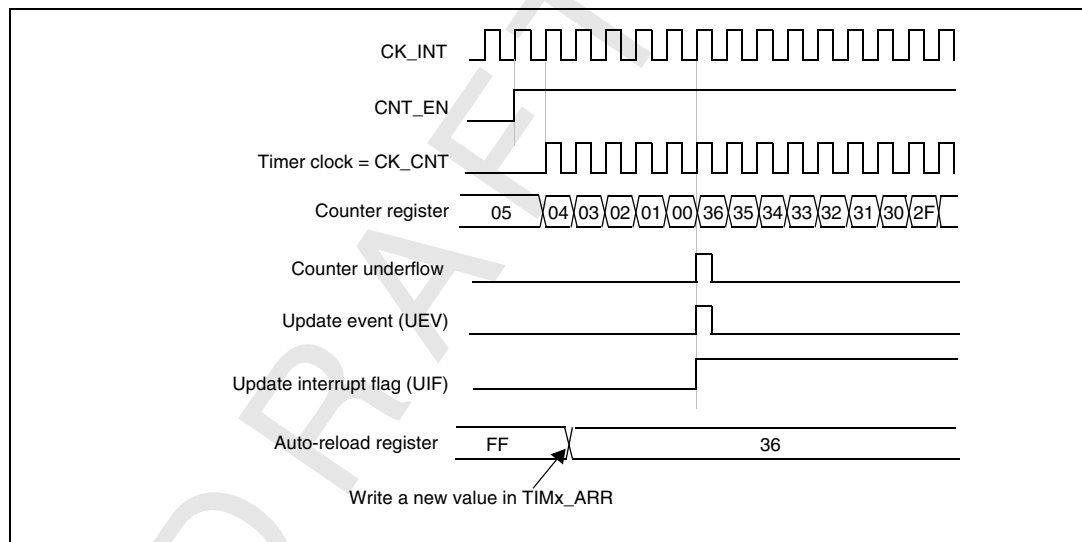 CK_INT
CNT_EN
Timer clock = CK_CNT
Counter register 05 04 03 02 01 00 36 35 34 33 32 31 30 2F
Counter underflow
Update event (UEV)
Update interrupt flag (UIF)
Auto-reload register FF 36
Write a new value in TIMx_ARR
DRAFT